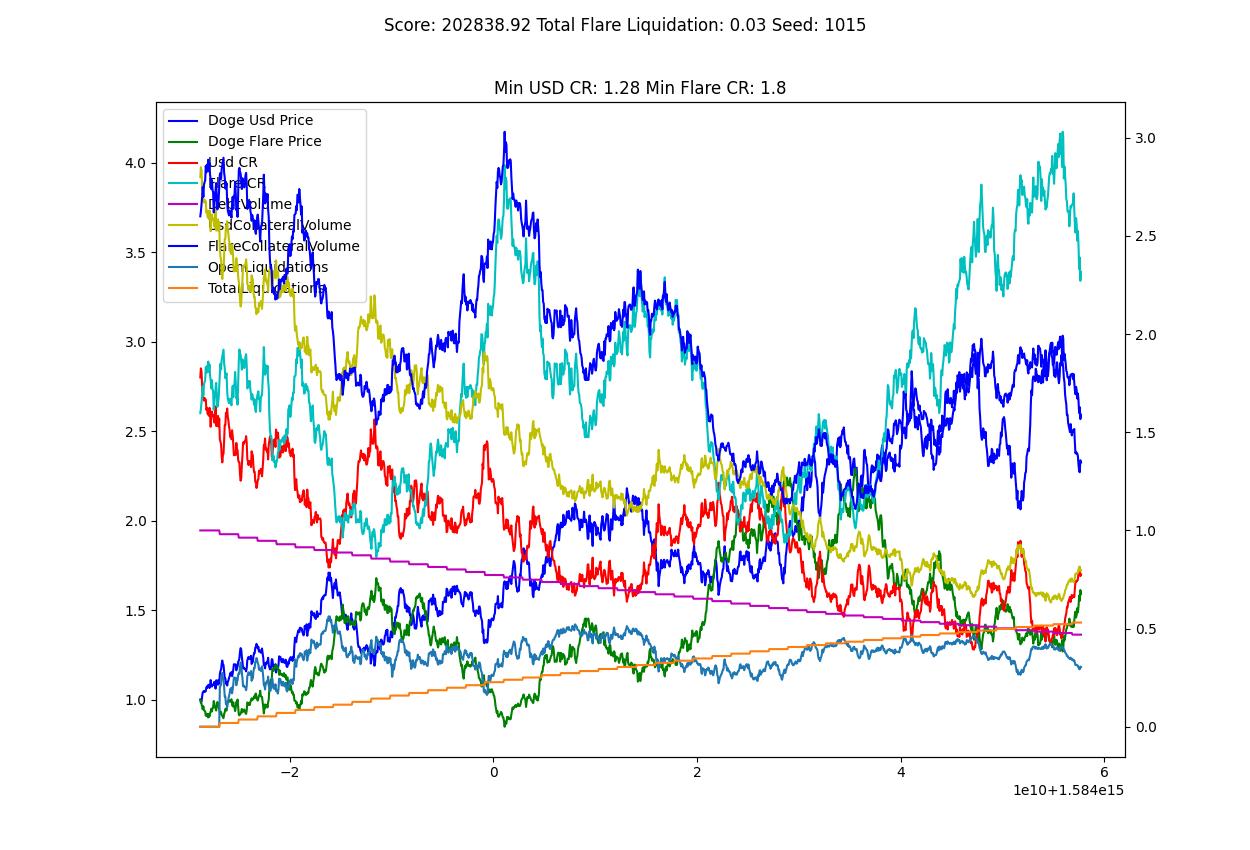 Score: 202838.92 Total Flare Liquidation: 0.03 Seed: 1015
Min USD CR: 1.28 Min Flare CR: 1.8
Doge Usd Price
Doge Flare Price
Usd CR
Flare CR
DebtVolume
UsdCollateralVolume
FlareCollateralVolume
OpenLiquidations
TotalLiquidations
4.0
3.5
3.0
2.5
2.0
1.5
1.0
3.0
2.5
2.0
1.5
1.0
0.5
0.0
−2 0 2 4 6
1e10+1.584e15